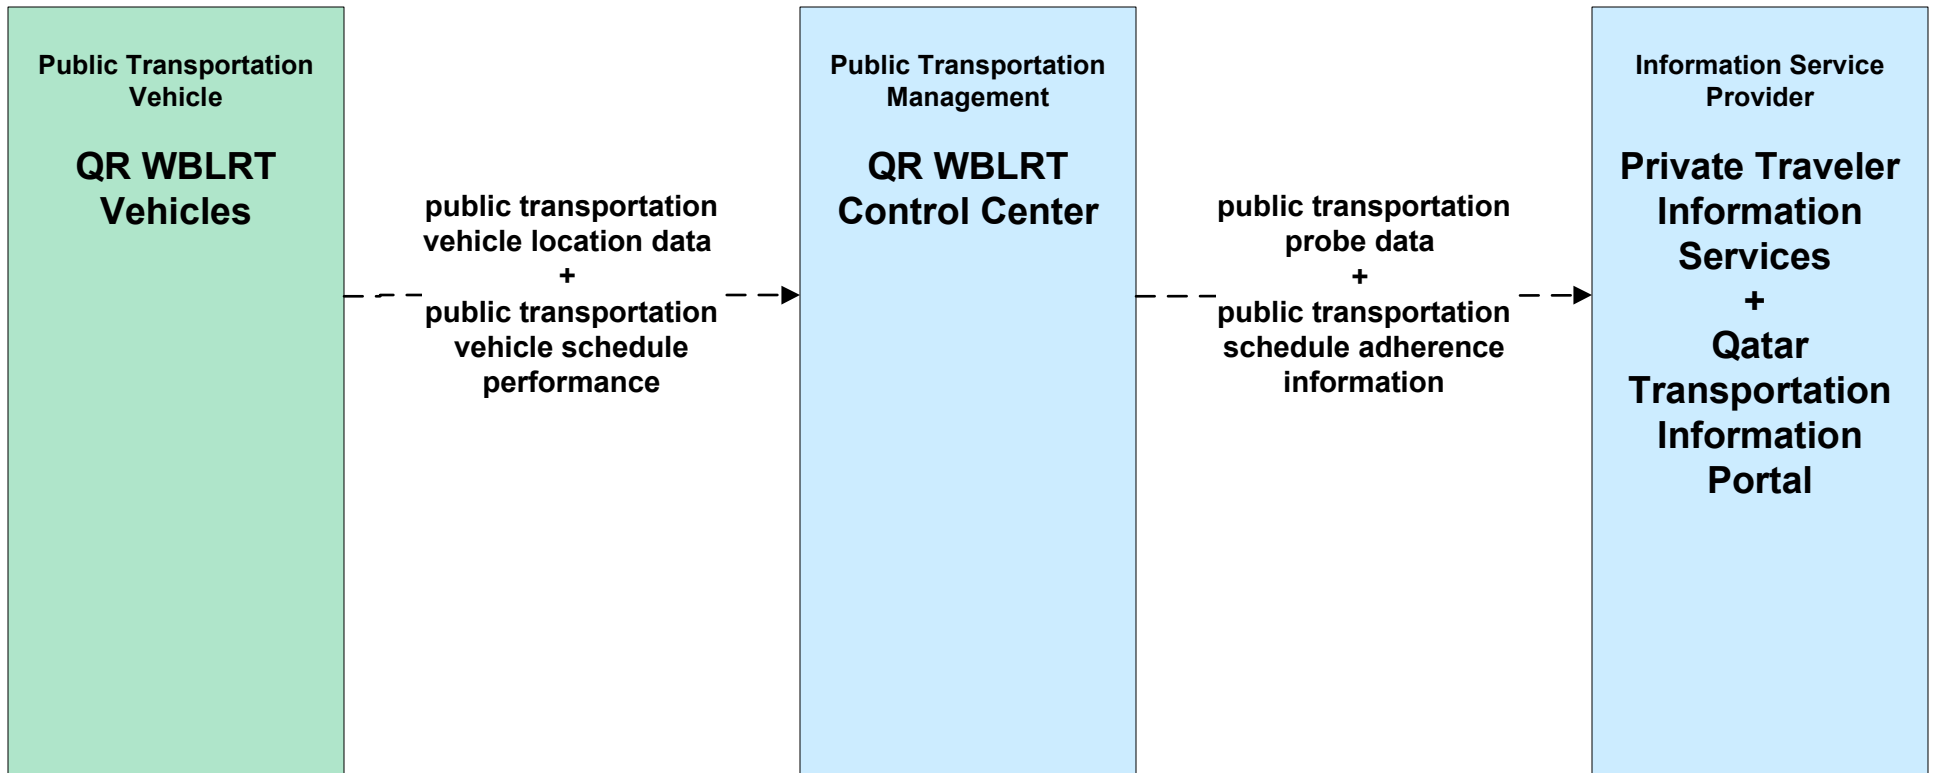 Public Transportation
Vehicle
QR WBLRT
Vehicles
public transportation
vehicle location data
+
public transportation
vehicle schedule
performance
Public Transportation
Management
QR WBLRT
Control Center
public transportation
probe data
+
public transportation
schedule adherence
information
Information Service
Provider
Private Traveler
Information
Services
+
Qatar
Transportation
Information
Portal